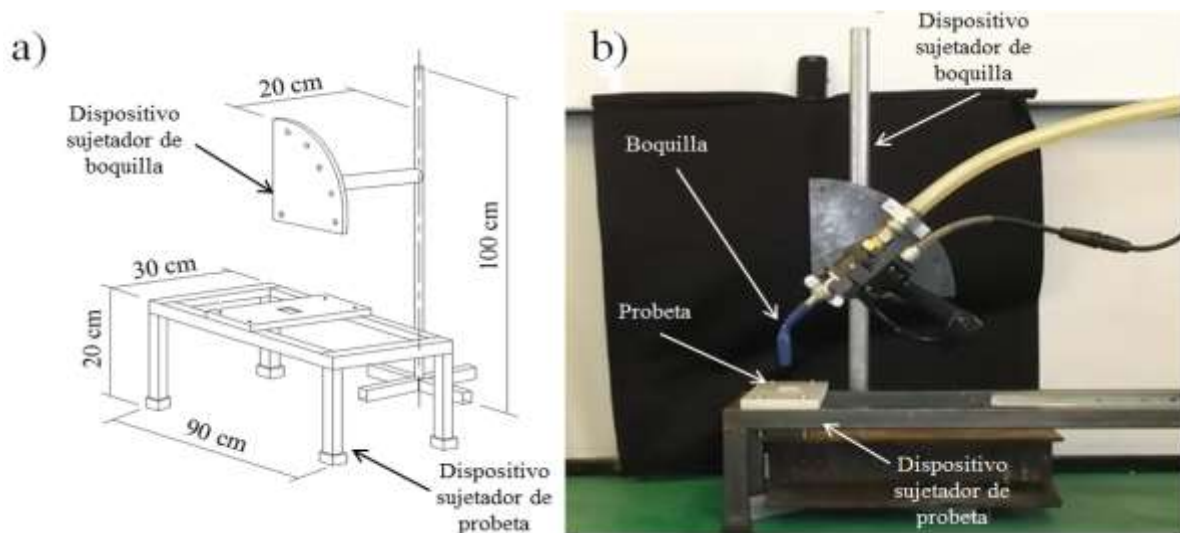 a)
20 cm
Dispositivo
sujetador de
boquilla
100 cm
30 cm
20 cm
90 cm
Dispositivo
sujetador de
probeta
b)
Dispositivo
sujetador de
boquilla
Boquilla
Probeta
Dispositivo
sujetador de
probeta